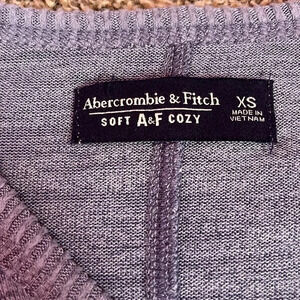 Abercrombie & Fitch
SOFT A&F COZY
XS
MADE IN
VIETNAM